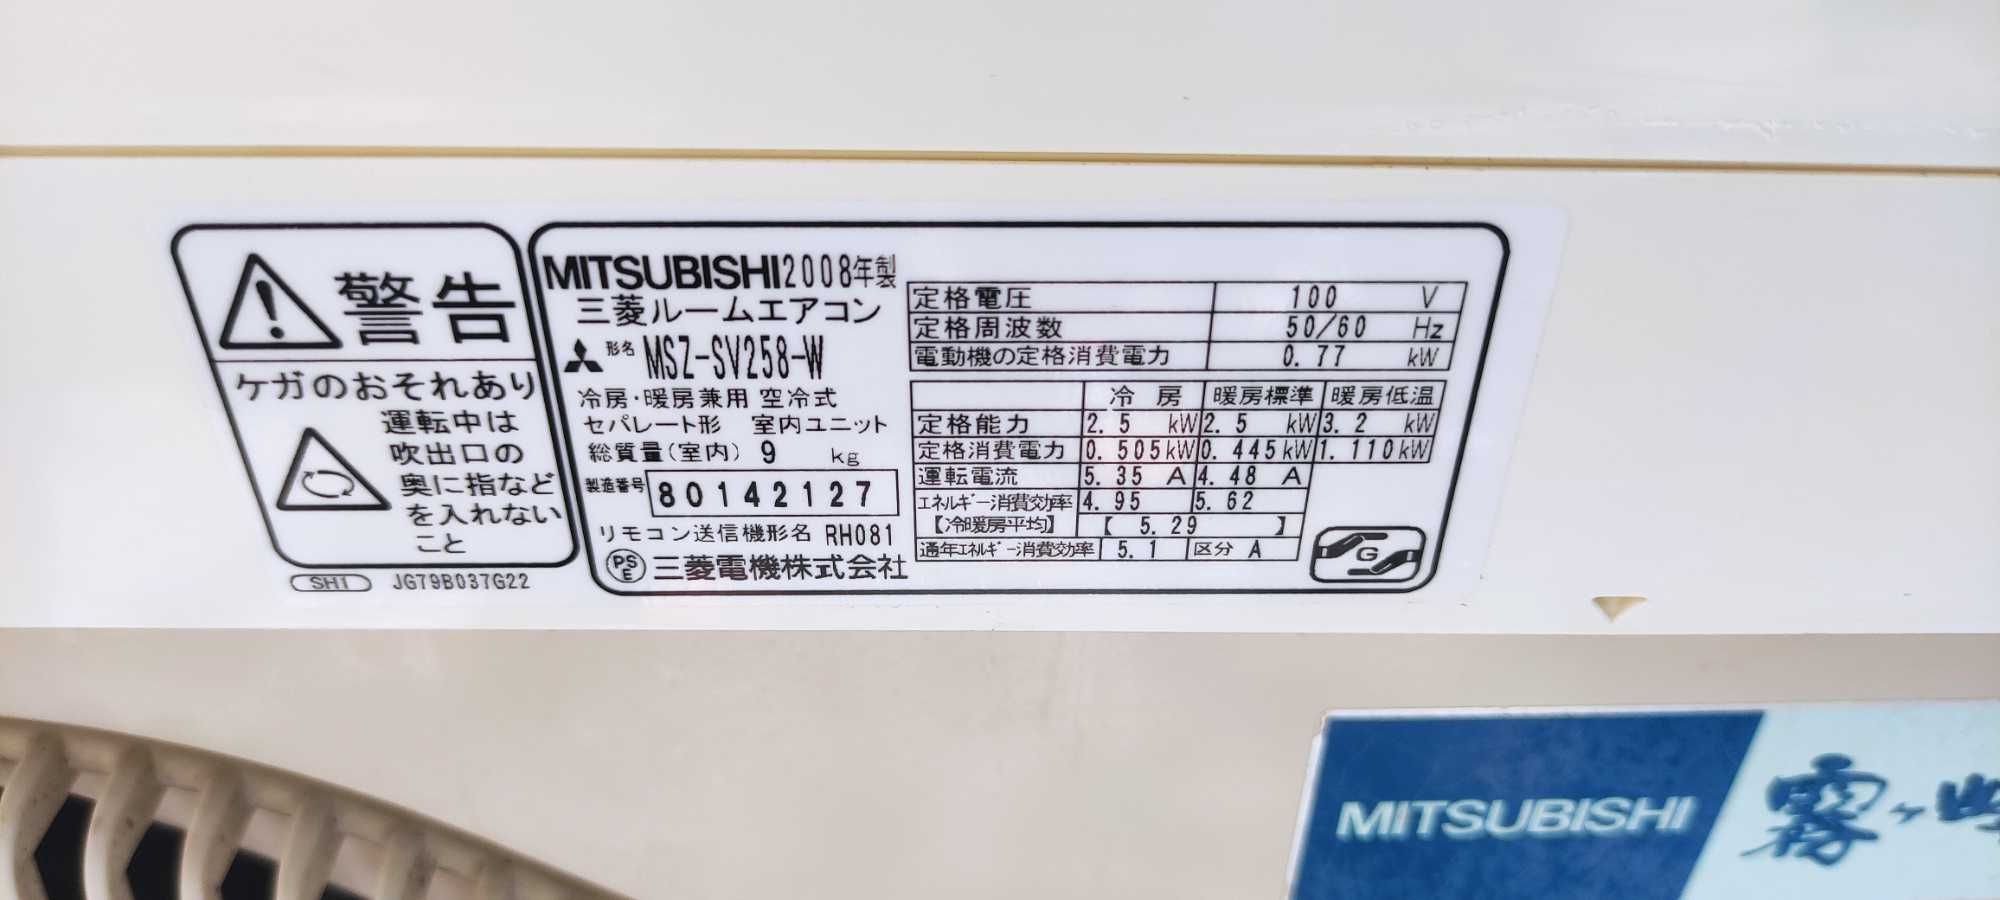 警告
ケガのおそれあり
運転中は
吹出口の
奥に指など
を入れない
こと
SH1 JG79B037G22
MITSUBISHI 2008年製
三菱ルームエアコン
形名 MSZ-SV258-W
冷房・暖房兼用 空冷式
セパレート形 室内ユニット
総質量(室内) 9 kg
製造番号 80142127
リモコン送信機形名 RH081
PSE 三菱電機株式会社
定格電圧 100 V
定格周波数 50/60 Hz
電動機の定格消費電力 0.77 kW
冷房 暖房標準 暖房低温
定格能力 2.5 kW 2.5 kW 3.2 kW
定格消費電力 0.505kW 0.445kW 1.110kW
運転電流 5.35 A 4.48 A
エネルギー消費効率 4.95 5.62
【冷暖房平均】 【 5.29 】
通年エネルギー消費効率 5.1 区分 A
G
MITSUBISHI
霧ヶ